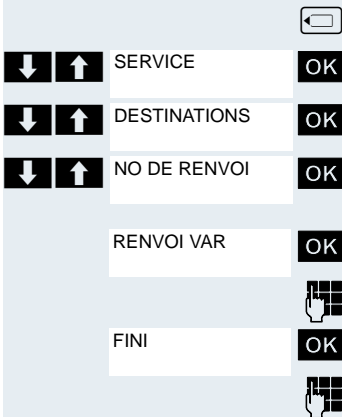 SERVICE OK
DESTINATIONS OK
NO DE RENVOI OK
RENVOI VAR OK
FINI OK